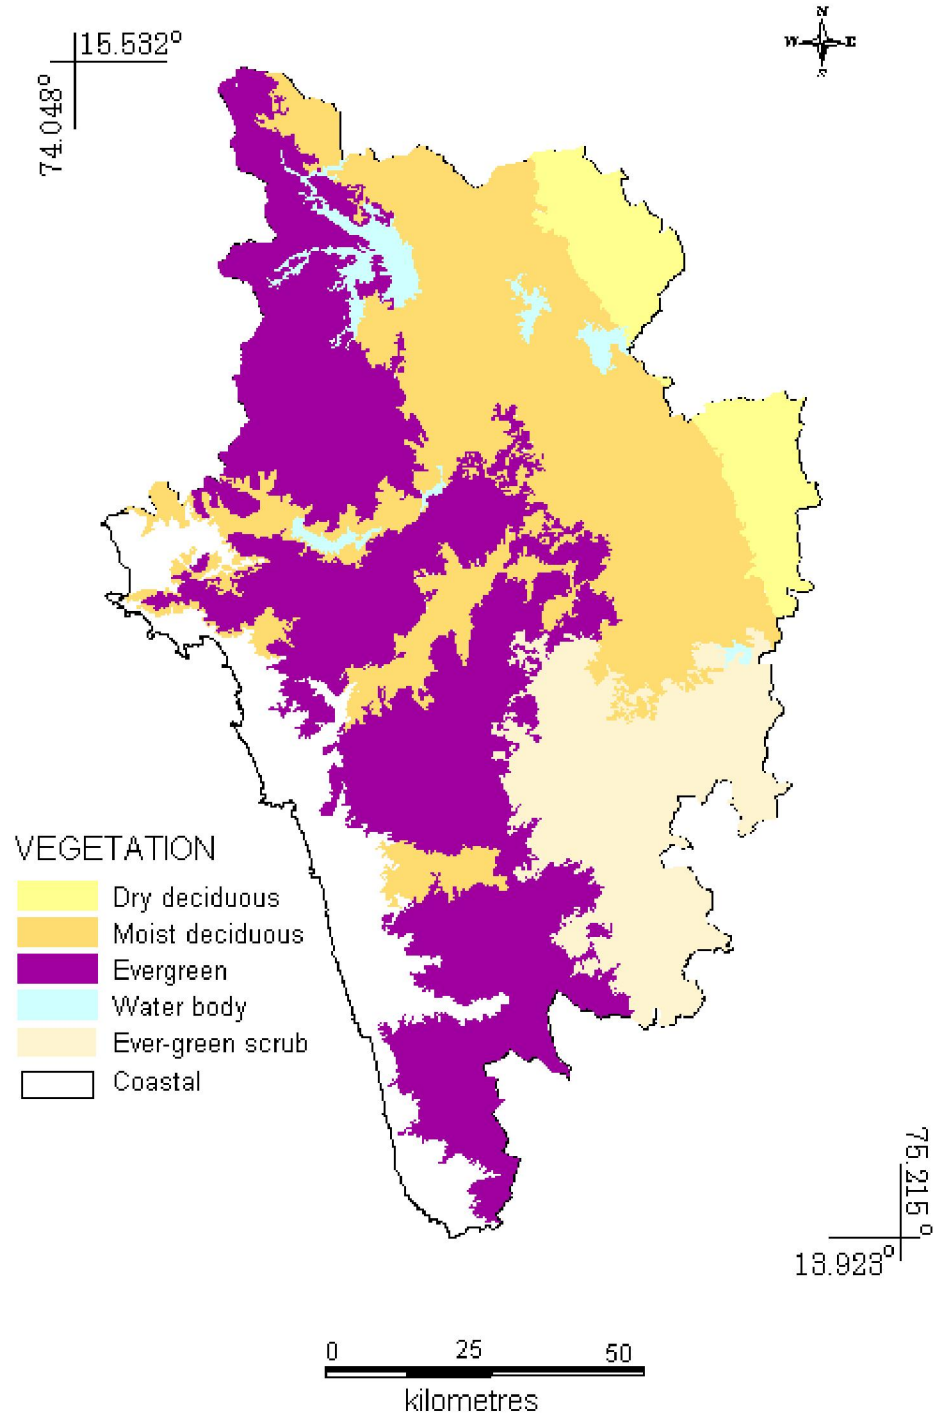 N
W E
s
15.532°
74.048°
VEGETATION
Dry deciduous
Moist deciduous
Evergreen
Water body
Ever-green scrub
Coastal
75.215°
13.923°
0 25 50
kilometres